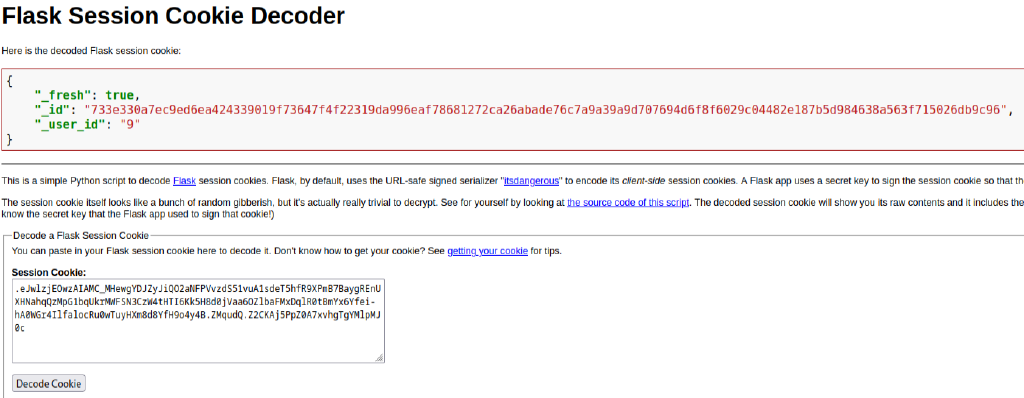 Flask Session Cookie Decoder
Here is the decoded Flask session cookie:
{
"_fresh": true,
"_id": "733e330a7ec9ed6ea424339019f73647f4f22319da996eaf78681272ca26abade76c7a9a39a9d707694d6f8f6029c04482e187b5d984638a563f715026db9c96",
"_user_id": "9"
}
This is a simple Python script to decode Flask session cookies. Flask, by default, uses the URL-safe signed serializer "itsdangerous" to encode its client-side session cookies. A Flask app uses a secret key to sign the session cookie so that the
The session cookie itself looks like a bunch of random gibberish, but it's actually really trivial to decrypt. See for yourself by looking at the source code of this script. The decoded session cookie will show you its raw contents and it includes the
know the secret key that the Flask app used to sign that cookie!)
Decode a Flask Session Cookie
You can paste in your Flask session cookie here to decode it. Don't know how to get your cookie? See getting your cookie for tips.
Session Cookie:
.eJwlzjEOwzAIAMC_MHewgYDJZyJiQO2aNFPVvzdS51vuA1sdeT5hfR9XPmB7BaygREnU
XHNahqQzMpG1bqUkrMWFSN3CzW4tHTI6Kk5H8d0jVaa6OZlbaFMxDqlR0tBmYx6Yfei-
hA0WGr4IlfalocRu0wTuyHXm8d8YfH9o4y4B.ZMqudQ.Z2CKAj5PpZ0A7xvhgTgYMlpMJ
0c
Decode Cookie